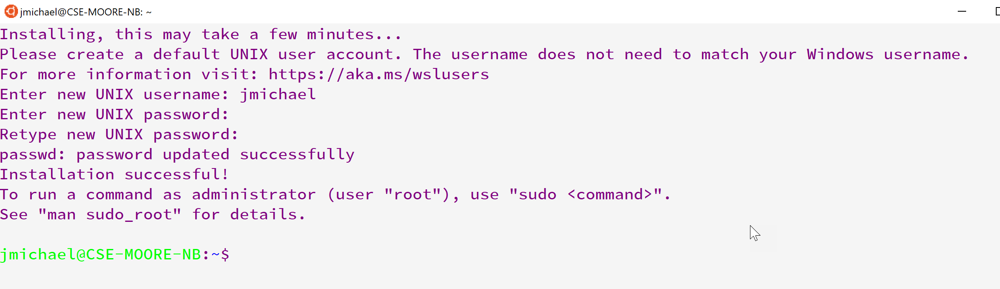 jmichael@CSE-MOORE-NB: ~
Installing, this may take a few minutes...
Please create a default UNIX user account. The username does not need to match your Windows username.
For more information visit: https://aka.ms/wslusers
Enter new UNIX username: jmichael
Enter new UNIX password:
Retype new UNIX password:
passwd: password updated successfully
Installation successful!
To run a command as administrator (user "root"), use "sudo <command>".
See "man sudo_root" for details.
jmichael@CSE-MOORE-NB:~$